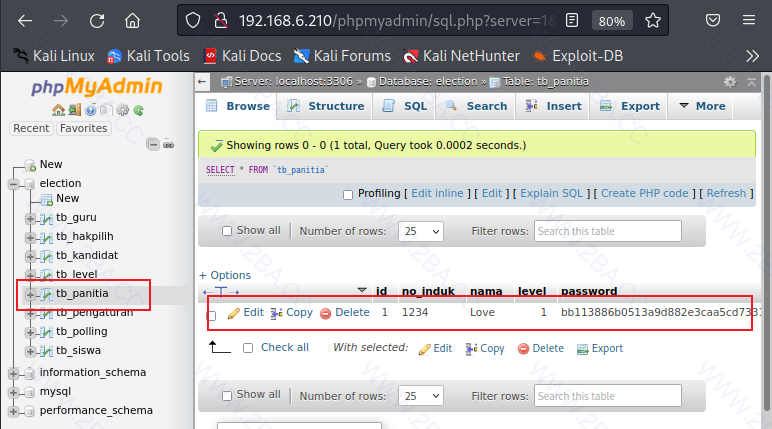 192.168.6.210/phpmyadmin/sql.php?server=1&
80%
Kali Linux Kali Tools Kali Docs Kali Forums Kali NetHunter Exploit-DB
phpMyAdmin
Recent Favorites
New
election
New
tb_guru
tb_hakpilih
tb_kandidat
tb_level
tb_panitia
tb_pengaturan
tb_polling
tb_siswa
information_schema
mysql
performance_schema
Server: localhost:3306 » Database: election » Table: tb_panitia
Browse Structure SQL Search Insert Export More
Showing rows 0 - 0 (1 total, Query took 0.0002 seconds.)
SELECT * FROM `tb_panitia`
Profiling [ Edit inline ] [ Edit ] [ Explain SQL ] [ Create PHP code ] [ Refresh ]
Show all Number of rows: 25 Filter rows: Search this table
+ Options
id no_induk nama level password
Edit Copy Delete 1 1234 Love 1
Check all With selected: Edit Copy Delete Export
Show all Number of rows: 25 Filter rows: Search this table
WWW.2BA.CC